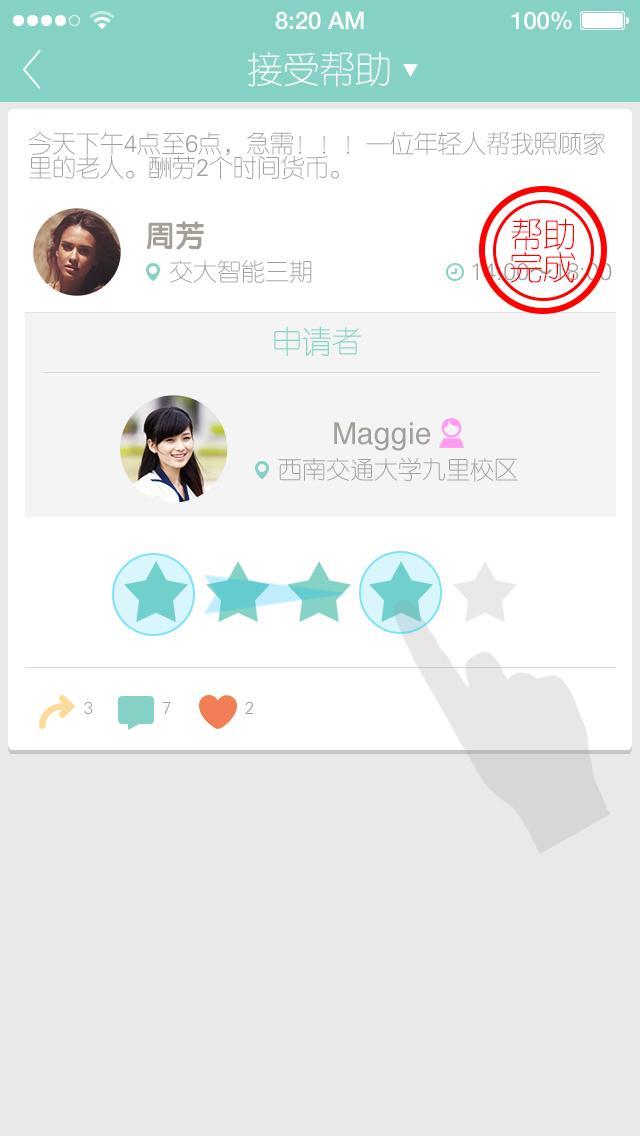 8:20 AM 100%
接受帮助
今天下午4点至6点，急需！！！一位年轻人帮我照顾家
里的老人。酬劳2个时间货币。
周芳
帮助
完成
交大智能三期 14:00~18:00
申请者
Maggie
西南交通大学九里校区
3 7 2